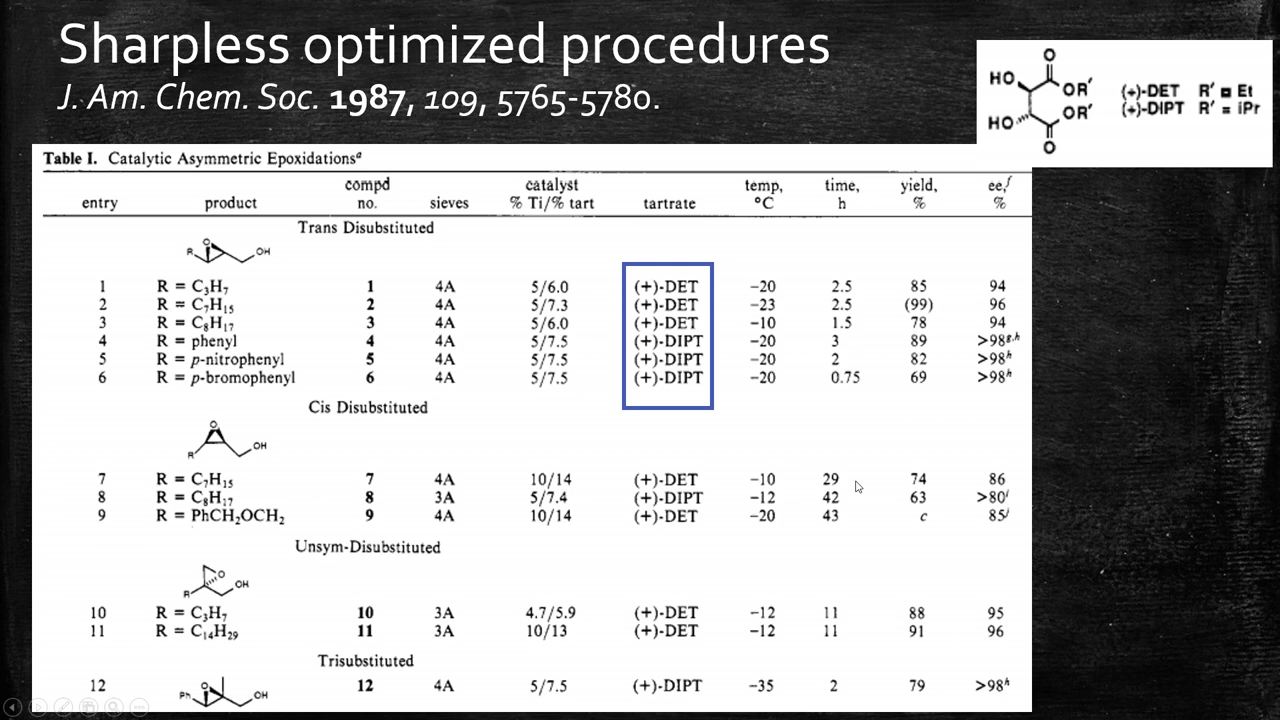 Sharpless optimized procedures
J. Am. Chem. Soc. 1987, 109, 5765-5780.
O
HO OR′ (+)-DET R′ = Et
HO OR′ (+)-DIPT R′ = iPr
O
Table I. Catalytic Asymmetric Epoxidationsᵃ
compd catalyst temp, time, yield, ee,ᶠ
entry product no. sieves % Ti/% tart tartrate °C h % %
Trans Disubstituted
R O OH
1 R = C₃H₇ 1 4A 5/6.0 (+)-DET −20 2.5 85 94
2 R = C₇H₁₅ 2 4A 5/7.3 (+)-DET −23 2.5 (99) 96
3 R = C₈H₁₇ 3 4A 5/6.0 (+)-DET −10 1.5 78 94
4 R = phenyl 4 4A 5/7.5 (+)-DIPT −20 3 89 >98ᵍ,ʰ
5 R = p-nitrophenyl 5 4A 5/7.5 (+)-DIPT −20 2 82 >98ʰ
6 R = p-bromophenyl 6 4A 5/7.5 (+)-DIPT −20 0.75 69 >98ʰ
Cis Disubstituted
R O OH
7 R = C₇H₁₅ 7 4A 10/14 (+)-DET −10 29 74 86
8 R = C₈H₁₇ 8 3A 5/7.4 (+)-DIPT −12 42 63 >80ⁱ
9 R = PhCH₂OCH₂ 9 4A 10/14 (+)-DET −20 43 c 85ʲ
Unsym-Disubstituted
R O OH
10 R = C₃H₇ 10 3A 4.7/5.9 (+)-DET −12 11 88 95
11 R = C₁₄H₂₉ 11 3A 10/13 (+)-DET −12 11 91 96
Trisubstituted
12 Ph O OH 12 4A 5/7.5 (+)-DIPT −35 2 79 >98ʰ